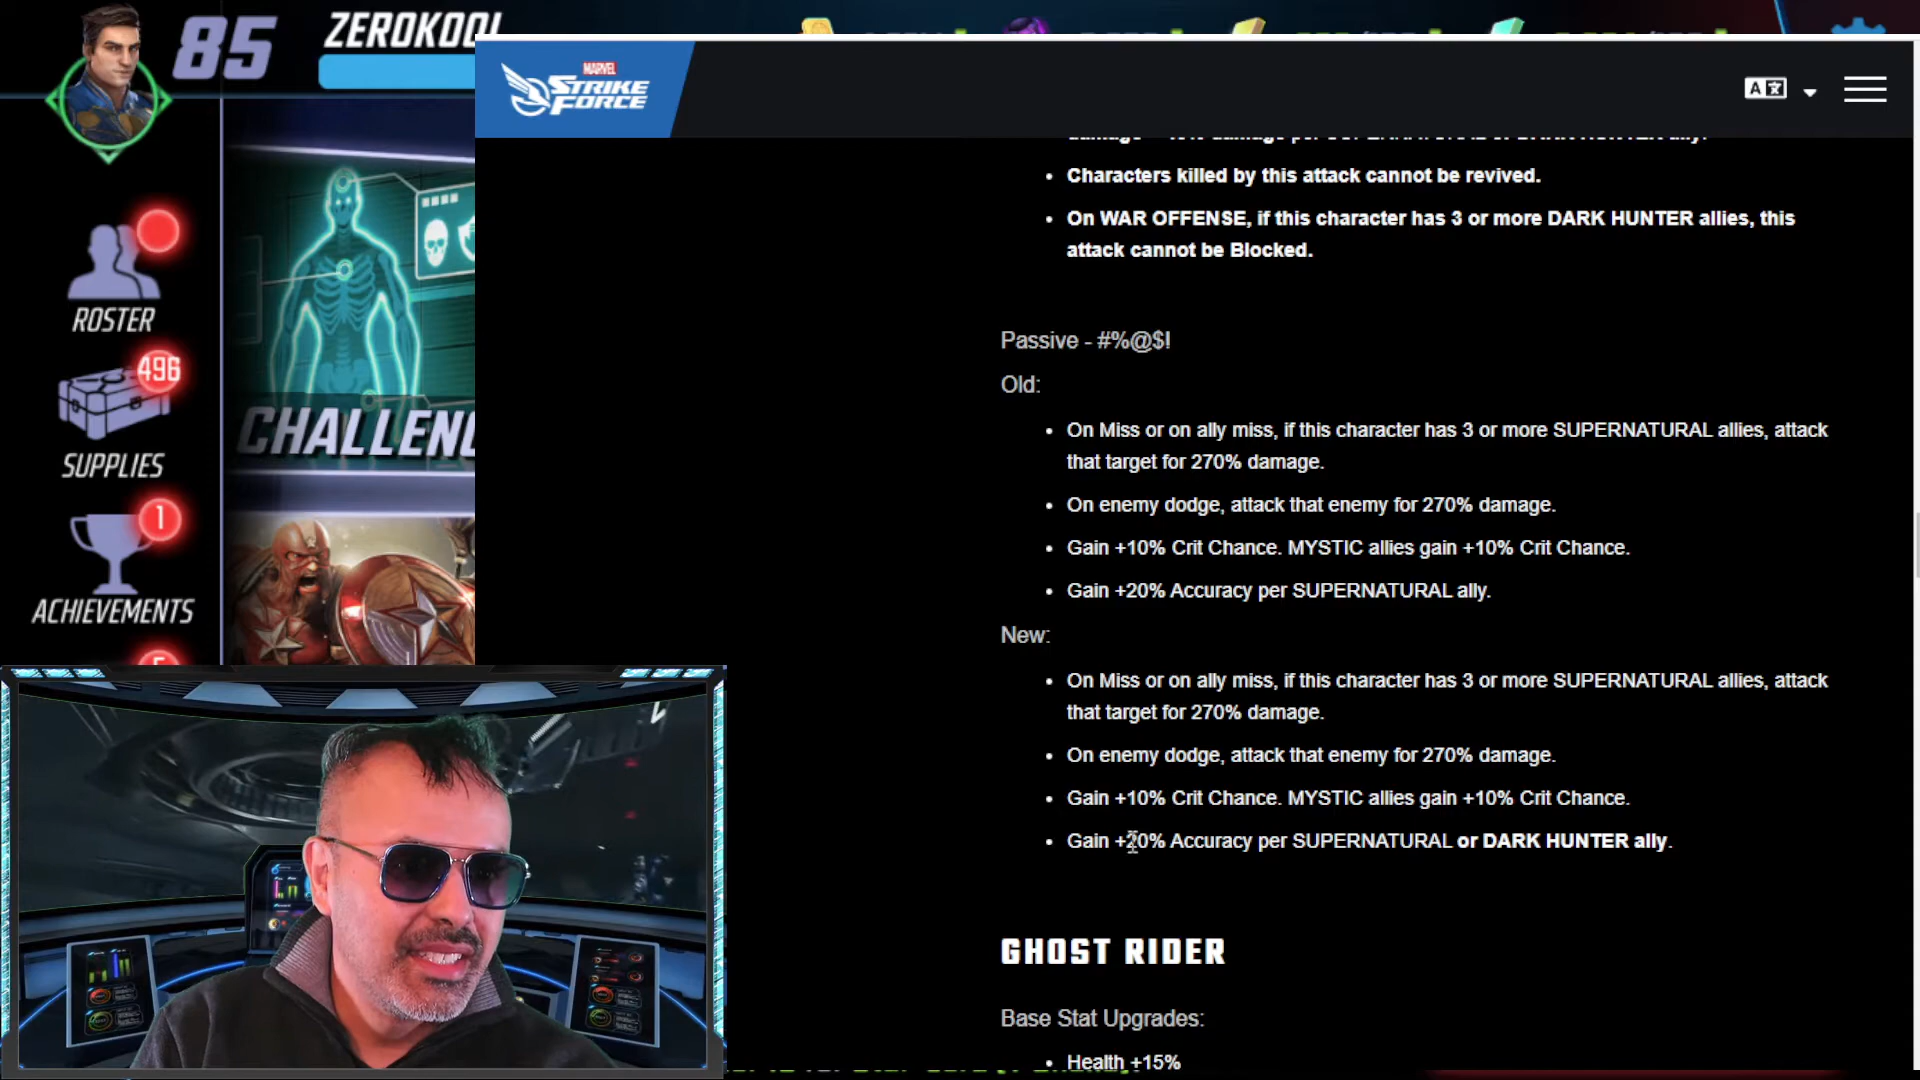 85
ZEROKOOL
MARVEL
STRIKE
FORCE
Characters killed by this attack cannot be revived.
On WAR OFFENSE, if this character has 3 or more DARK HUNTER allies, this
attack cannot be Blocked.
Passive - #%@$!
Old:
On Miss or on ally miss, if this character has 3 or more SUPERNATURAL allies, attack
that target for 270% damage.
On enemy dodge, attack that enemy for 270% damage.
Gain +10% Crit Chance. MYSTIC allies gain +10% Crit Chance.
Gain +20% Accuracy per SUPERNATURAL ally.
New:
On Miss or on ally miss, if this character has 3 or more SUPERNATURAL allies, attack
that target for 270% damage.
On enemy dodge, attack that enemy for 270% damage.
Gain +10% Crit Chance. MYSTIC allies gain +10% Crit Chance.
Gain +20% Accuracy per SUPERNATURAL or DARK HUNTER ally.
GHOST RIDER
Base Stat Upgrades:
Health +15%
ROSTER
496
SUPPLIES
1
ACHIEVEMENTS
5
CHALLENG